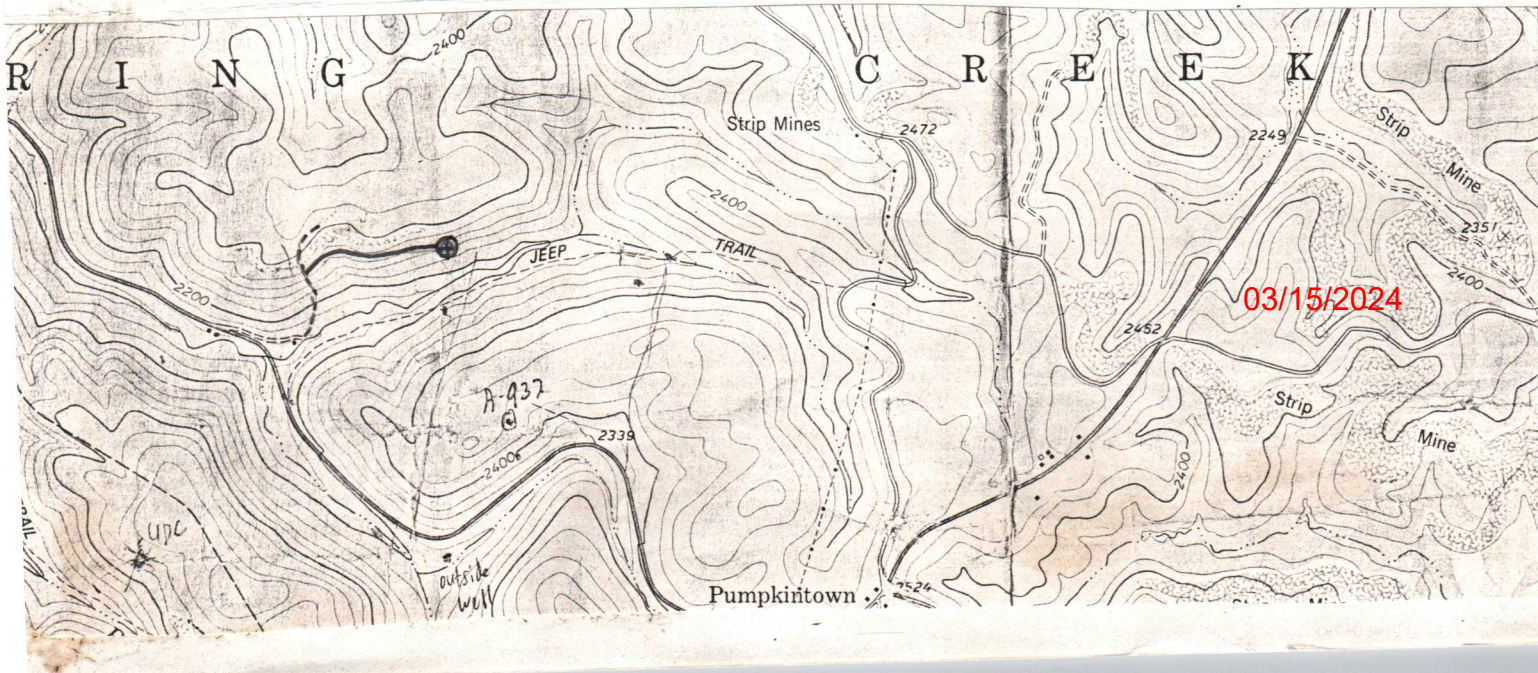 2400
R I N G C R E E K
Strip Mines
2472
2249
Strip
Mine
2400
2351
2400
JEEP TRAIL
2200
03/15/2024
2452
A-937
2339
Strip
Mine
2400
2400
UDC
outside
well
Pumpkintown
2524